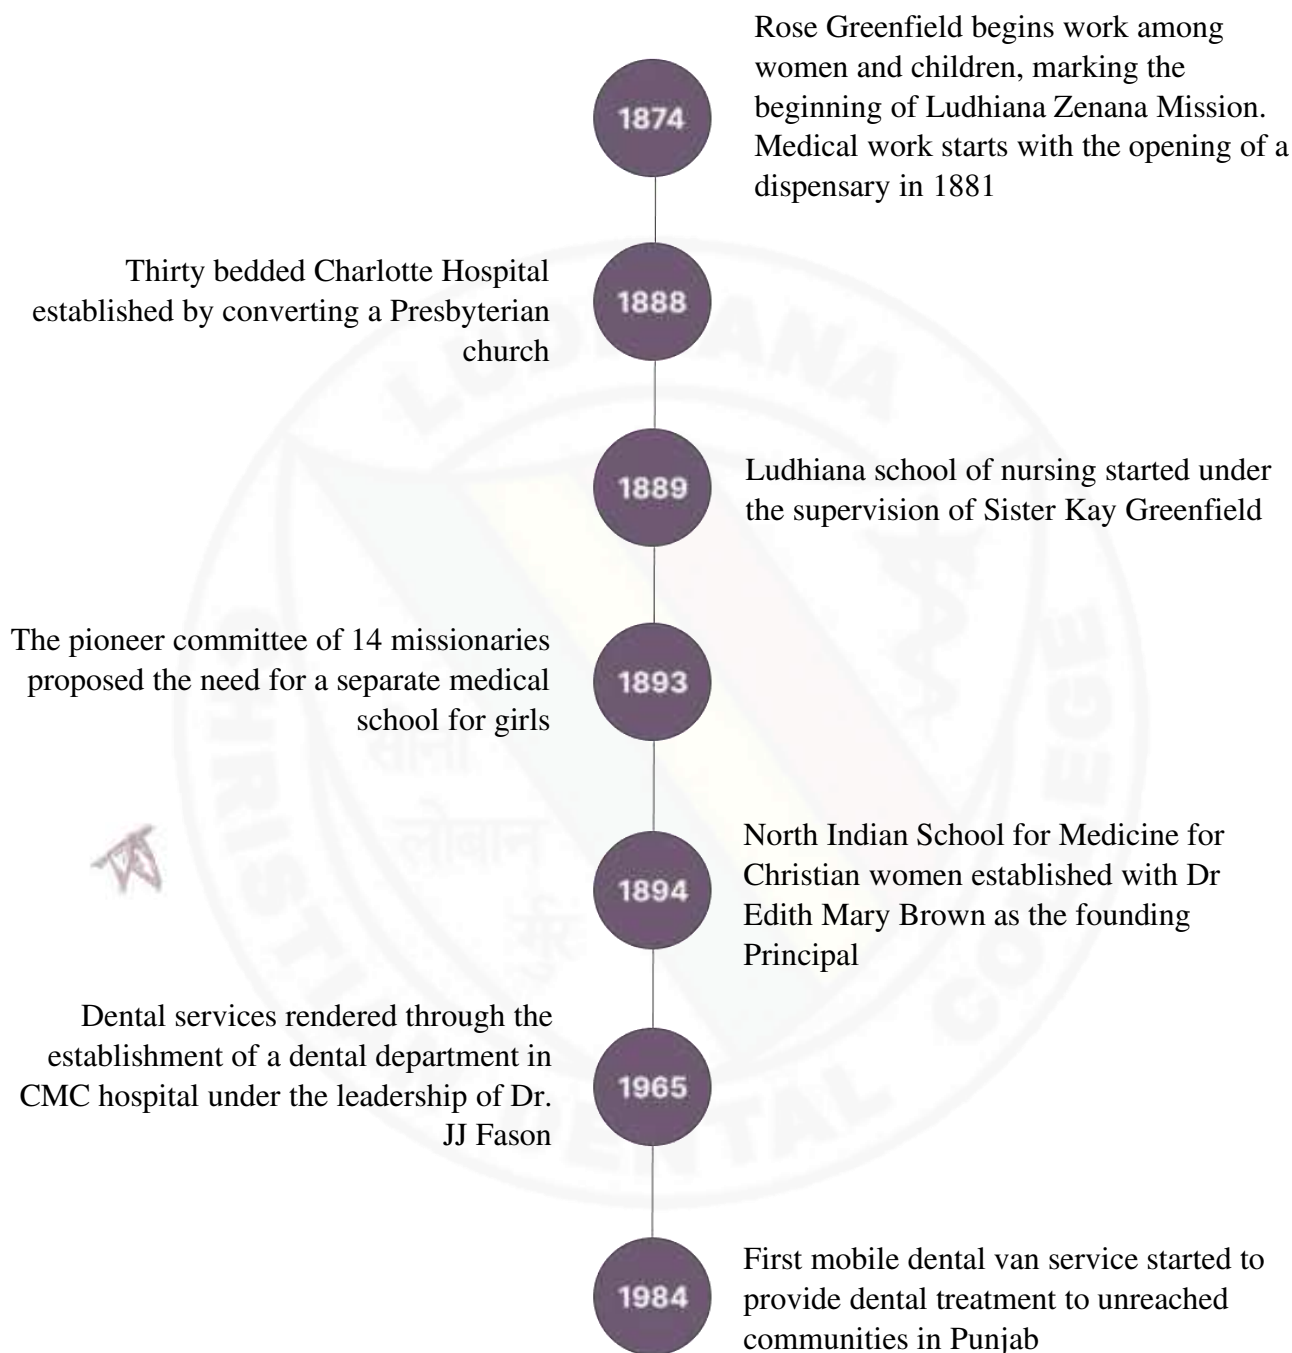 1874
Rose Greenfield begins work among
women and children, marking the
beginning of Ludhiana Zenana Mission.
Medical work starts with the opening of a
dispensary in 1881
Thirty bedded Charlotte Hospital
established by converting a Presbyterian
church
1888
1889
Ludhiana school of nursing started under
the supervision of Sister Kay Greenfield
The pioneer committee of 14 missionaries
proposed the need for a separate medical
school for girls
1893
1894
North Indian School for Medicine for
Christian women established with Dr
Edith Mary Brown as the founding
Principal
Dental services rendered through the
establishment of a dental department in
CMC hospital under the leadership of Dr.
JJ Fason
1965
1984
First mobile dental van service started to
provide dental treatment to unreached
communities in Punjab
LUDHIANA
CHRISTIAN DENTAL COLLEGE
सोना
लोबान